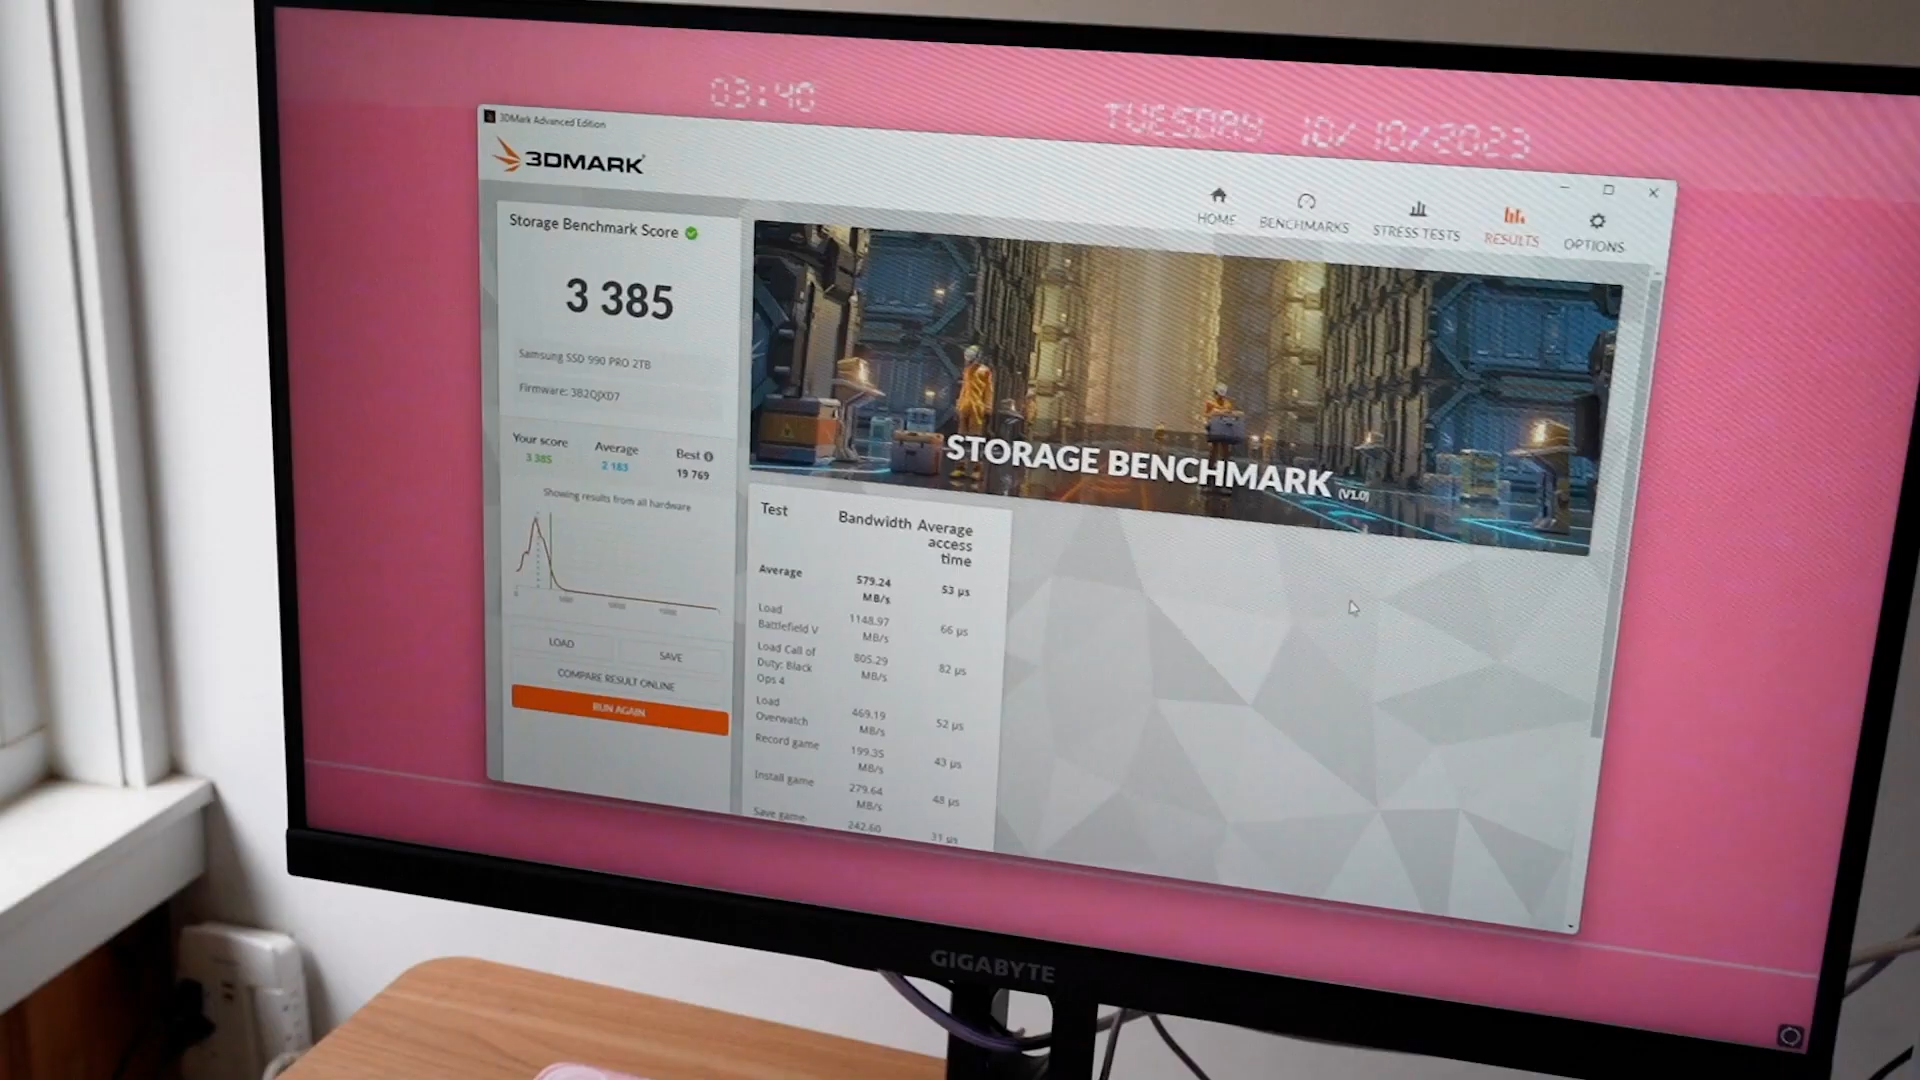 03:40
TUESDAY 10/10/2023
3DMark Advanced Edition
3DMARK
HOME
BENCHMARKS
STRESS TESTS
RESULTS
OPTIONS
Storage Benchmark Score
3 385
Samsung SSD 990 PRO 2TB
Firmware: 3B2QJXD7
Your score Average Best
3 385 2 183 19 769
Showing results from all hardware
LOAD SAVE
COMPARE RESULT ONLINE
RUN AGAIN
STORAGE BENCHMARK (V1.0)
Test Bandwidth Average
access
time
Average 579.24 53 µs
MB/s
Load 1148.97 66 µs
Battlefield V MB/s
Load Call of 805.29 82 µs
Duty: Black MB/s
Ops 4
Load 469.19 52 µs
Overwatch MB/s
Record game 199.35 43 µs
MB/s
Install game 279.64 48 µs
MB/s
Save game 242.60 31 µs
GIGABYTE